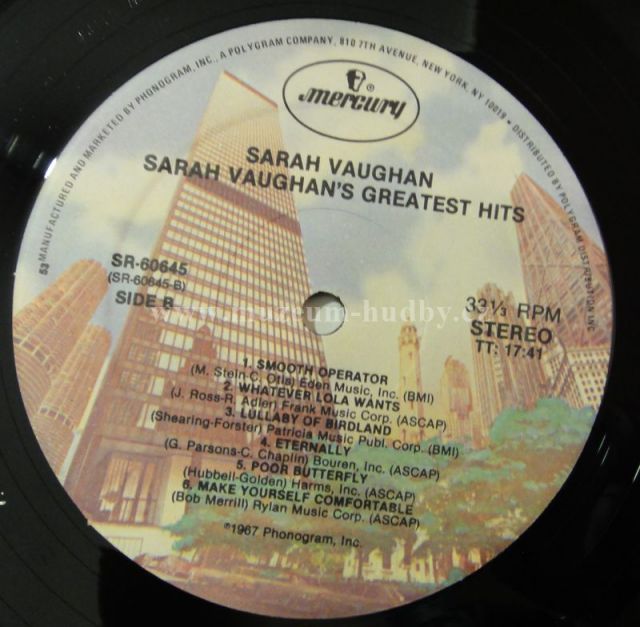 53 MANUFACTURED AND MARKETED BY PHONOGRAM, INC., A POLYGRAM COMPANY, 810 7TH AVENUE, NEW YORK, NY 10019 • DISTRIBUTED BY POLYGRAM DISTRIBUTION, INC.
mercury ®
SARAH VAUGHAN
SARAH VAUGHAN'S GREATEST HITS
SR-60645
(SR-60645-B)
SIDE B
33⅓ RPM
STEREO
TT: 17:41
www.muzeum-hudby.cz
1. SMOOTH OPERATOR
(M. Stein-C. Otis) Eden Music, Inc. (BMI)
2. WHATEVER LOLA WANTS
(J. Ross-R. Adler) Frank Music Corp. (ASCAP)
3. LULLABY OF BIRDLAND
(Shearing-Forster) Patricia Music Publ. Corp. (BMI)
4. ETERNALLY
(G. Parsons-C. Chaplin) Bouren, Inc. (ASCAP)
5. POOR BUTTERFLY
(Hubbell-Golden) Harms, Inc. (ASCAP)
6. MAKE YOURSELF COMFORTABLE
(Bob Merrill) Rylan Music Corp. (ASCAP)
℗1967 Phonogram, Inc.